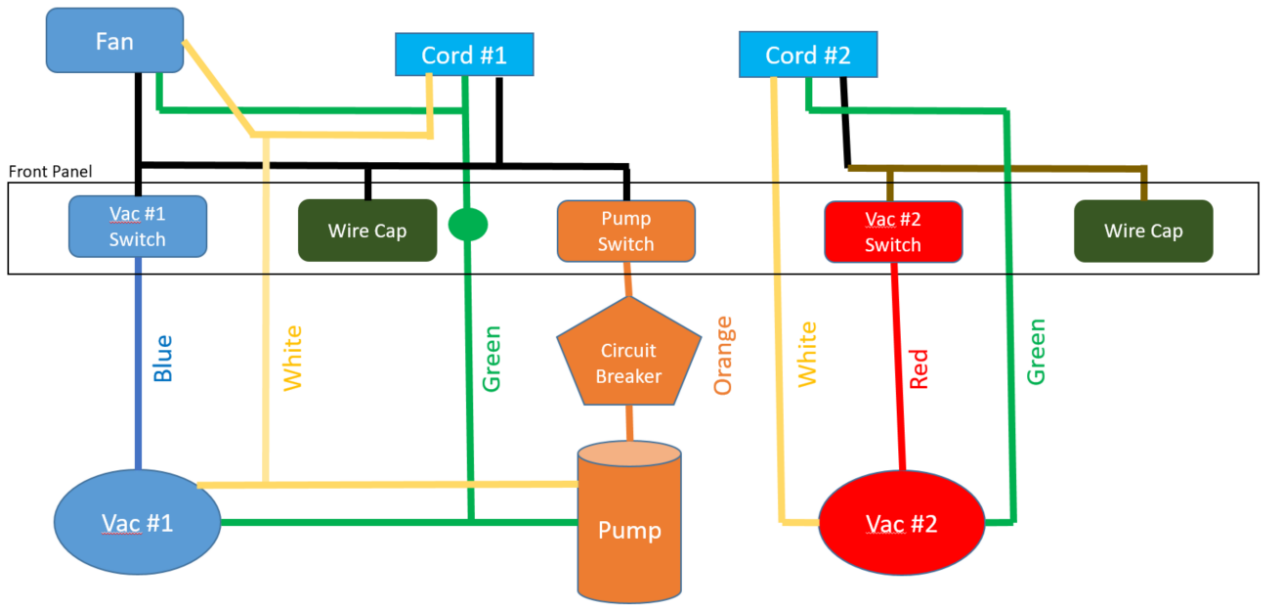 Fan
Cord #1
Cord #2
Front Panel
Vac #1
Switch
Wire Cap
Pump
Switch
Vac #2
Switch
Wire Cap
Blue
White
Green
Circuit
Breaker
Orange
White
Red
Green
Vac #1
Pump
Vac #2